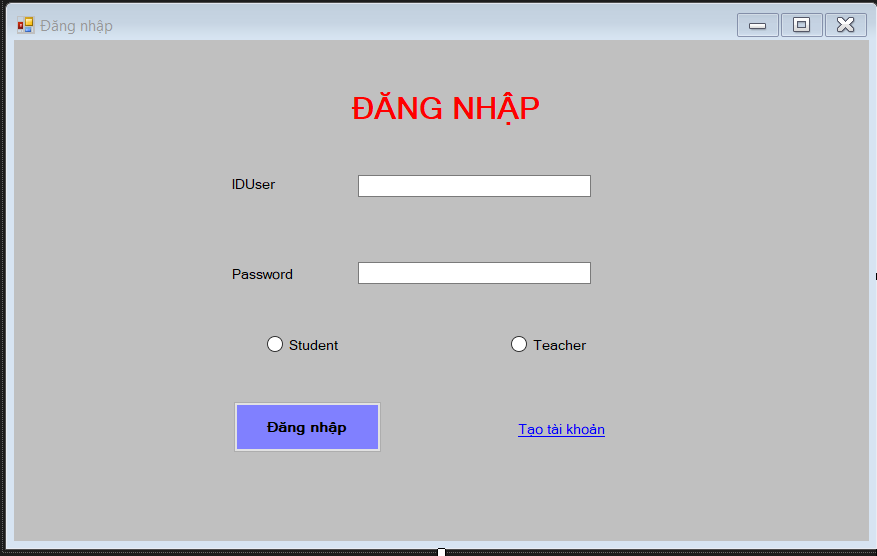 Đăng nhập
ĐĂNG NHẬP
IDUser
Password
Student
Teacher
Đăng nhập
Tạo tài khoản